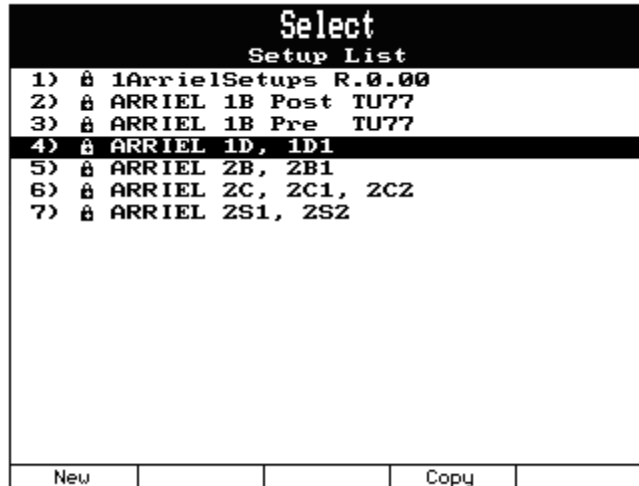 Select
Setup List
1) 1ArrielSetups R.0.00
2) ARRIEL 1B Post TU77
3) ARRIEL 1B Pre TU77
4) ARRIEL 1D, 1D1
5) ARRIEL 2B, 2B1
6) ARRIEL 2C, 2C1, 2C2
7) ARRIEL 2S1, 2S2
New Copy